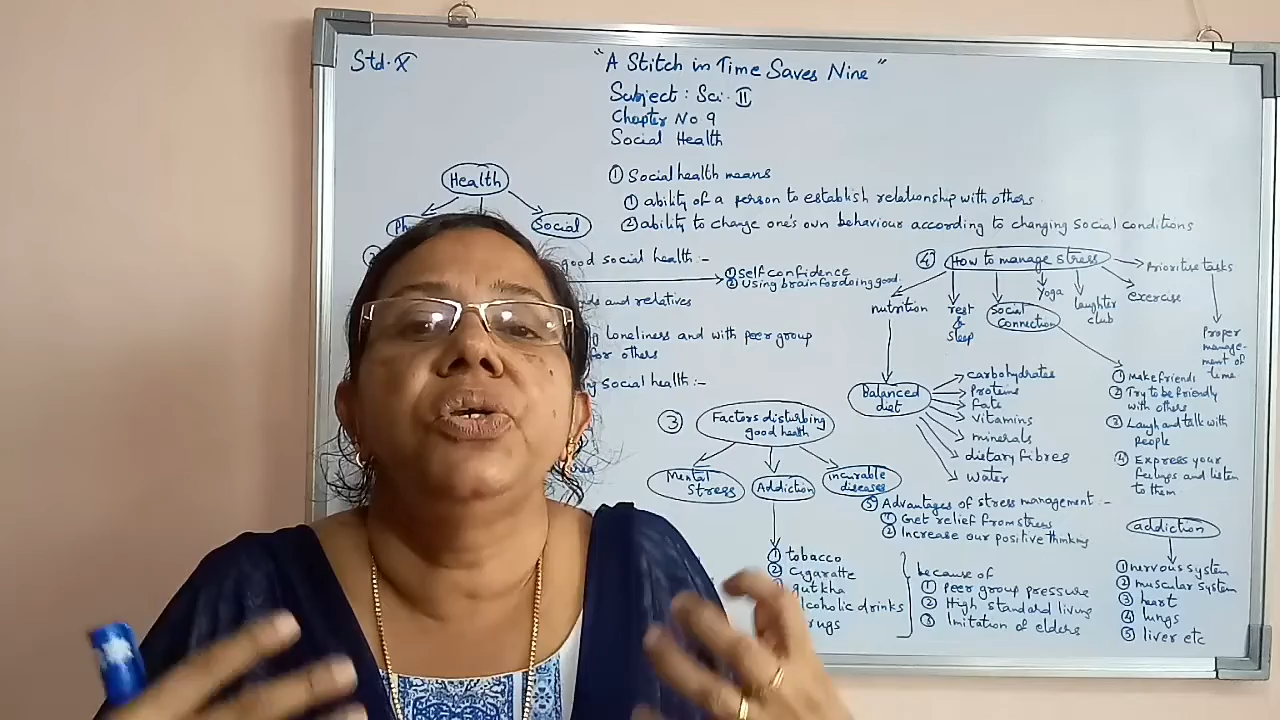 Std. X
"A Stitch in Time Saves Nine"
Subject : Sci. II
Chapter No 9
Social Health
Health
Social
① Social health means
① ability of a person to establish relationship with others
② ability to change one's own behaviour according to changing Social conditions
good social health :-
① Self confidence
② Using brain for doing good.
and relatives
loneliness and with peer group
for others
social health :-
③ Factors disturbing
good health
Mental
Stress
Addiction
Incurable
diseases
① tobacco
② cigaratte
gutkha
alcoholic drinks
because of
① peer group pressure
② High standard living
③ Imitation of elders
④ How to manage stress
nutrition
rest
&
sleep
Social
Connection
Yoga
laughter
club
exercise
Prioritise tasks
Proper
manage-
ment of
time
Balanced
diet
carbohydrates
Proteins
Fats
vitamins
minerals
dietary fibres
water
① Make friends
② Try to be friendly
with others
③ Laugh and talk with
people
④ Express your
feelings and listen
to them.
⑤ Advantages of stress management :-
① Get relief from stress
② Increase our positive thinking
addiction
① nervous system
② muscular system
③ heart
④ lungs
⑤ liver etc